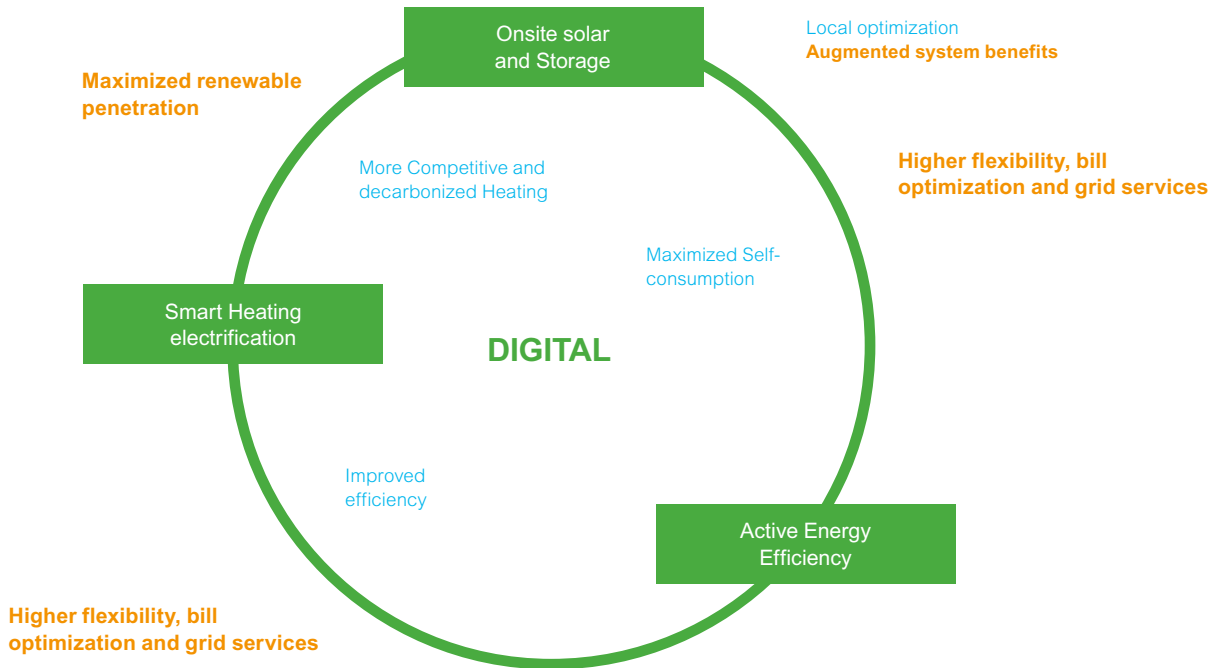 Onsite solar
and Storage
Local optimization
Augmented system benefits
Maximized renewable
penetration
More Competitive and
decarbonized Heating
Higher flexibility, bill
optimization and grid services
Maximized Self-
consumption
Smart Heating
electrification
DIGITAL
Improved
efficiency
Active Energy
Efficiency
Higher flexibility, bill
optimization and grid services